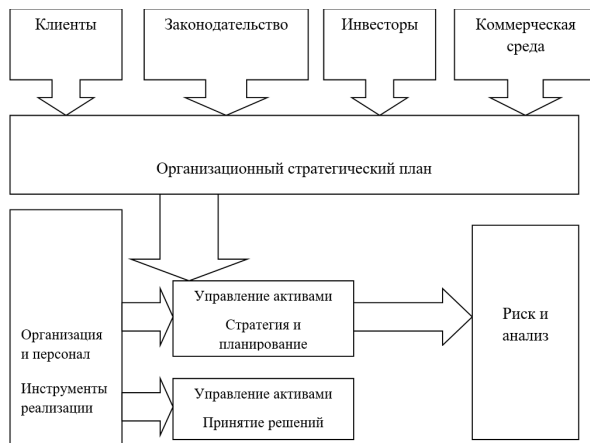 Клиенты
Законодательство
Инвесторы
Коммерческая
среда
Организационный стратегический план
Управление активами
Стратегия и
планирование
Риск и
анализ
Организация
и персонал
Инструменты
реализации
Управление активами
Принятие решений